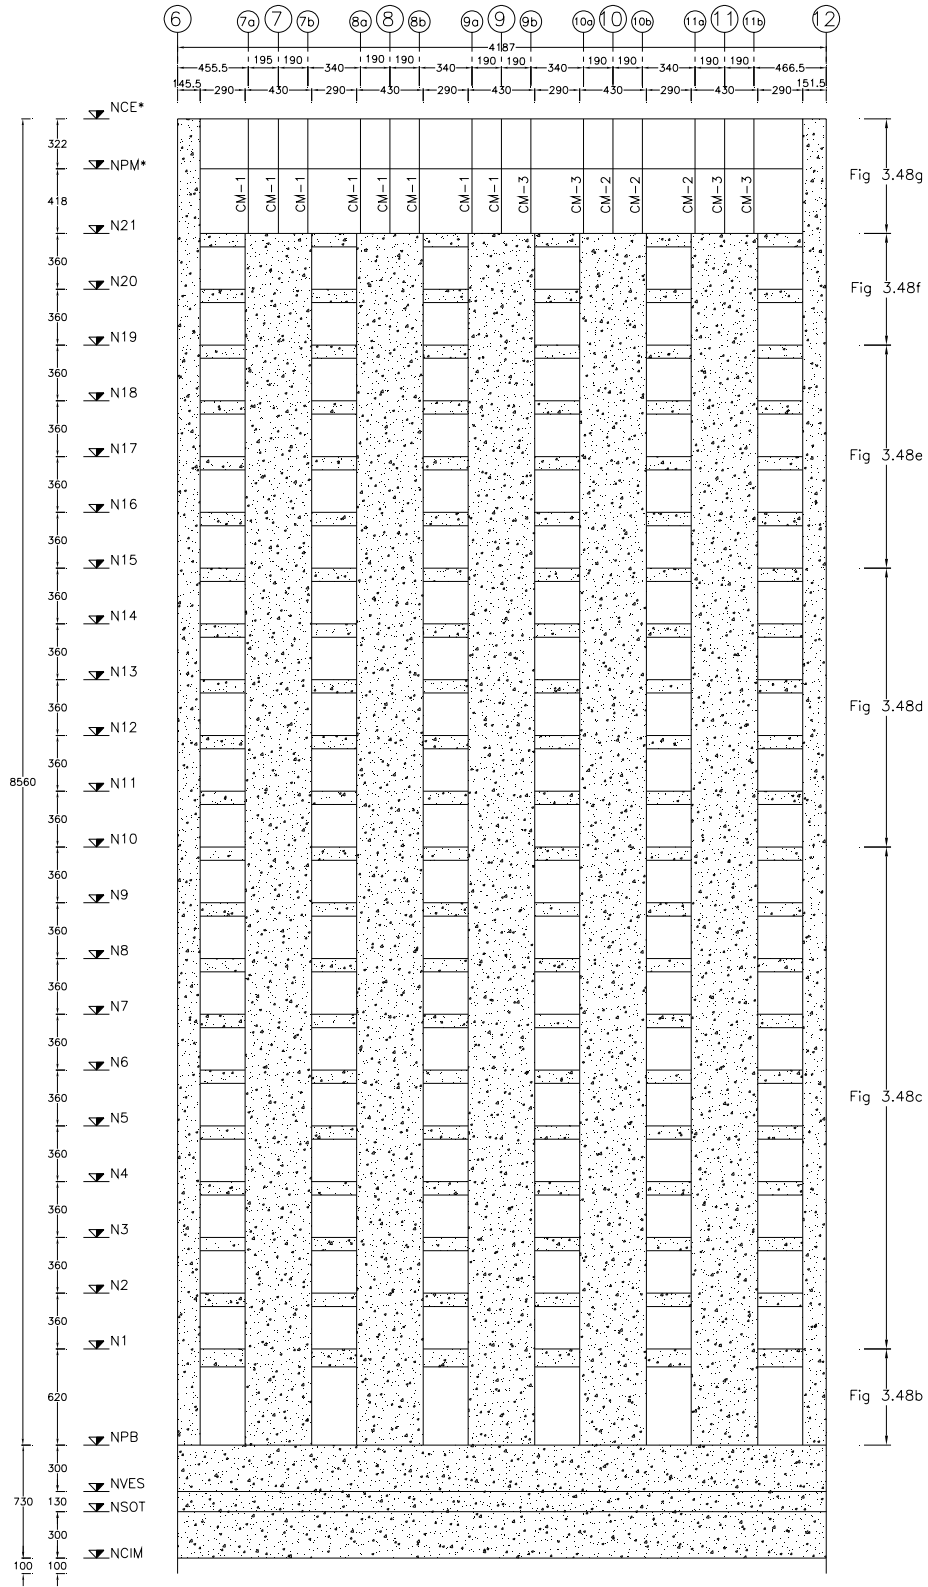 6 7a 7 7b 8a 8 8b 9a 9 9b 10a 10 10b 11a 11 11b 12
4187
195 190 190 190 190 190 190 190 190 190
455.5 340 340 340 340 466.5
145.5 151.5
290 430 290 430 290 430 290 430 290 430 290
NCE*
322
NPM*
Fig 3.48g
CM-1 CM-1 CM-1 CM-1 CM-1 CM-1 CM-1 CM-1 CM-3 CM-3 CM-2 CM-2 CM-2 CM-3 CM-3
418
N21
360
N20
Fig 3.48f
360
N19
360
N18
360
N17
Fig 3.48e
360
N16
360
N15
360
N14
360
N13
360
Fig 3.48d
N12
360
8560
N11
360
N10
360
N9
360
N8
360
N7
360
N6
360
Fig 3.48c
N5
360
N4
360
N3
360
N2
360
N1
620
Fig 3.48b
NPB
300
NVES
730 130
NSOT
300
NCIM
100 100